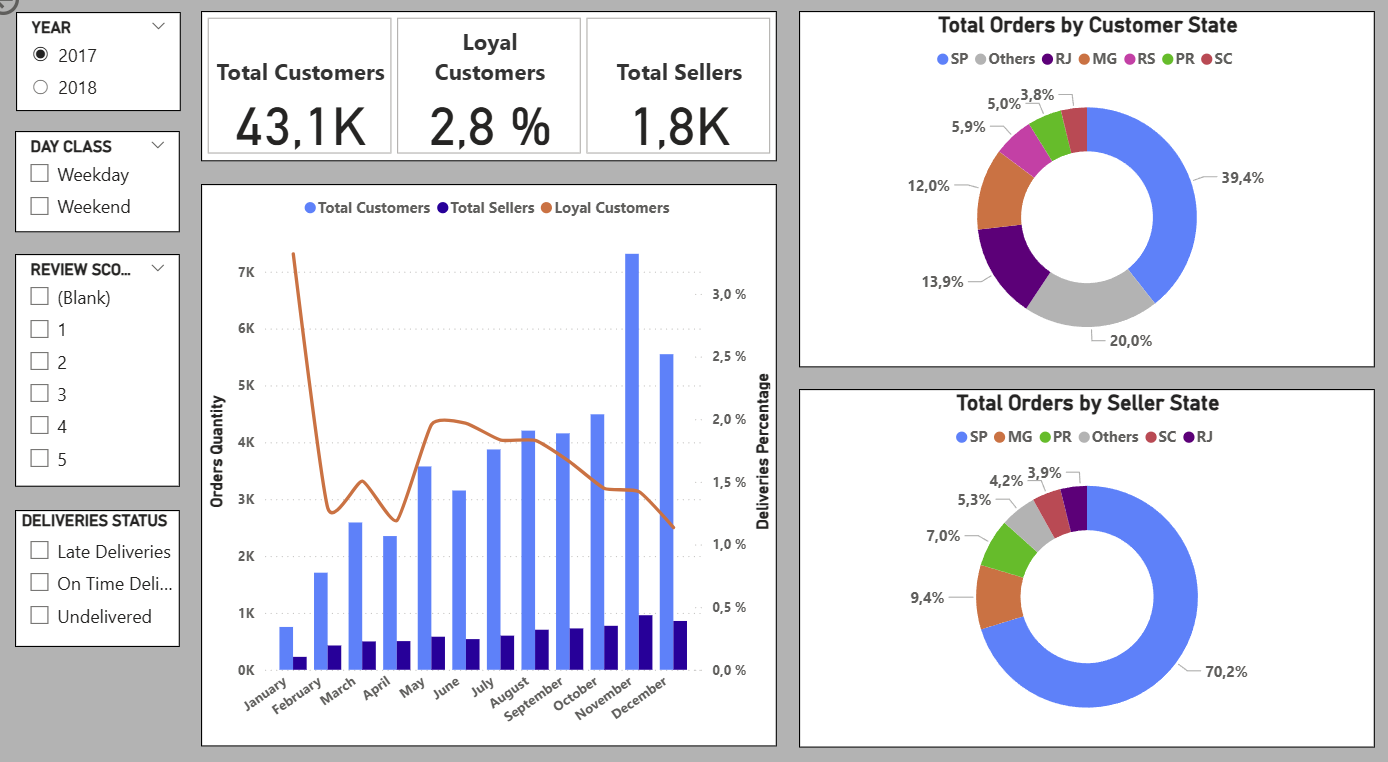 YEAR
2017
2018
DAY CLASS
Weekday
Weekend
REVIEW SCO...
(Blank)
1
2
3
4
5
DELIVERIES STATUS
Late Deliveries
On Time Deli...
Undelivered
Total Customers
43,1K
Loyal
Customers
2,8 %
Total Sellers
1,8K
Total Customers Total Sellers Loyal Customers
Orders Quantity
7K
6K
5K
4K
3K
2K
1K
0K
3,0 %
2,5 %
2,0 %
1,5 %
1,0 %
0,5 %
0,0 %
Deliveries Percentage
January
February
March
April
May
June
July
August
September
October
November
December
Total Orders by Customer State
SP Others RJ MG RS PR SC
3,8%
5,0%
5,9%
12,0%
13,9%
39,4%
20,0%
Total Orders by Seller State
SP MG PR Others SC RJ
3,9%
4,2%
5,3%
7,0%
9,4%
70,2%